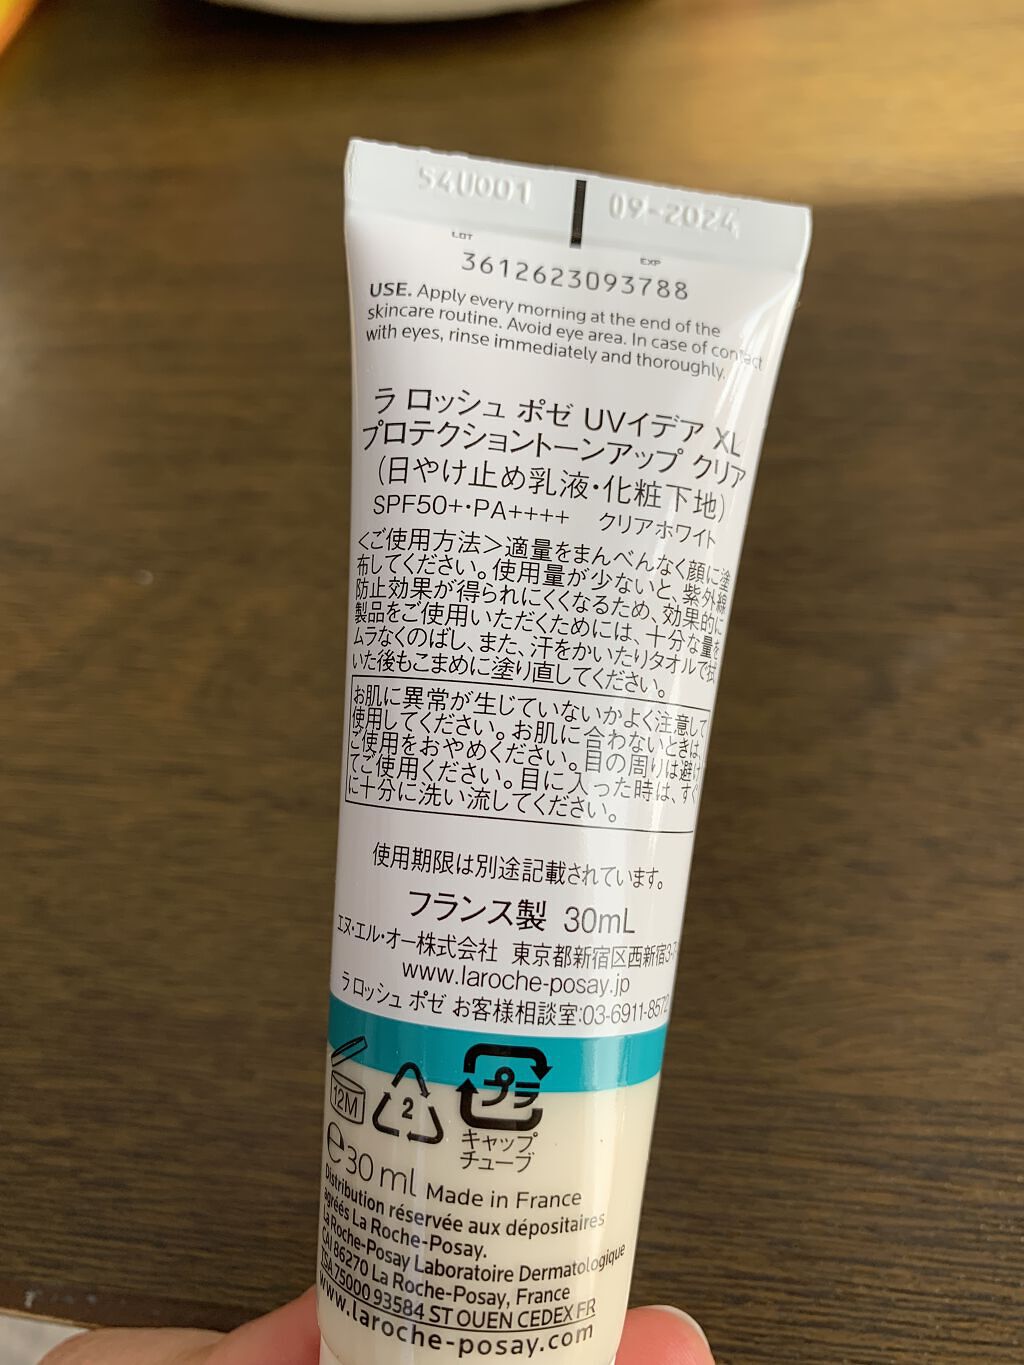 54U001 09-2024
LOT EXP
3612623093788
USE. Apply every morning at the end of the
skincare routine. Avoid eye area. In case of contact
with eyes, rinse immediately and thoroughly.
ラ ロッシュ ポゼ UVイデア XL
プロテクショントーンアップ クリア
(日やけ止め乳液・化粧下地)
SPF50+・PA++++ クリアホワイト
<ご使用方法>適量をまんべんなく顔に塗
布してください。使用量が少ないと、紫外線
防止効果が得られにくくなるため、効果的に
製品をご使用いただくためには、十分な量を
ムラなくのばし、また、汗をかいたりタオルで拭
いた後もこまめに塗り直してください。
お肌に異常が生じていないかよく注意して
使用してください。お肌に合わないときは、
ご使用をおやめください。目の周りは避け
てご使用ください。目に入った時は、すぐ
に十分に洗い流してください。
使用期限は別途記載されています。
フランス製 30mL
エヌ・エル・オー株式会社 東京都新宿区西新宿3-7
www.laroche-posay.jp
ラ ロッシュ ポゼ お客様相談室:03-6911-8572
12M 2 プラ
キャップ
チューブ
e 30 ml Made in France
Distribution réservée aux dépositaires
agréés La Roche-Posay.
La Roche-Posay Laboratoire Dermatologique
CAI 86270 La Roche-Posay, France
TSA 75000 93584 ST OUEN CEDEX FR
www.laroche-posay.com